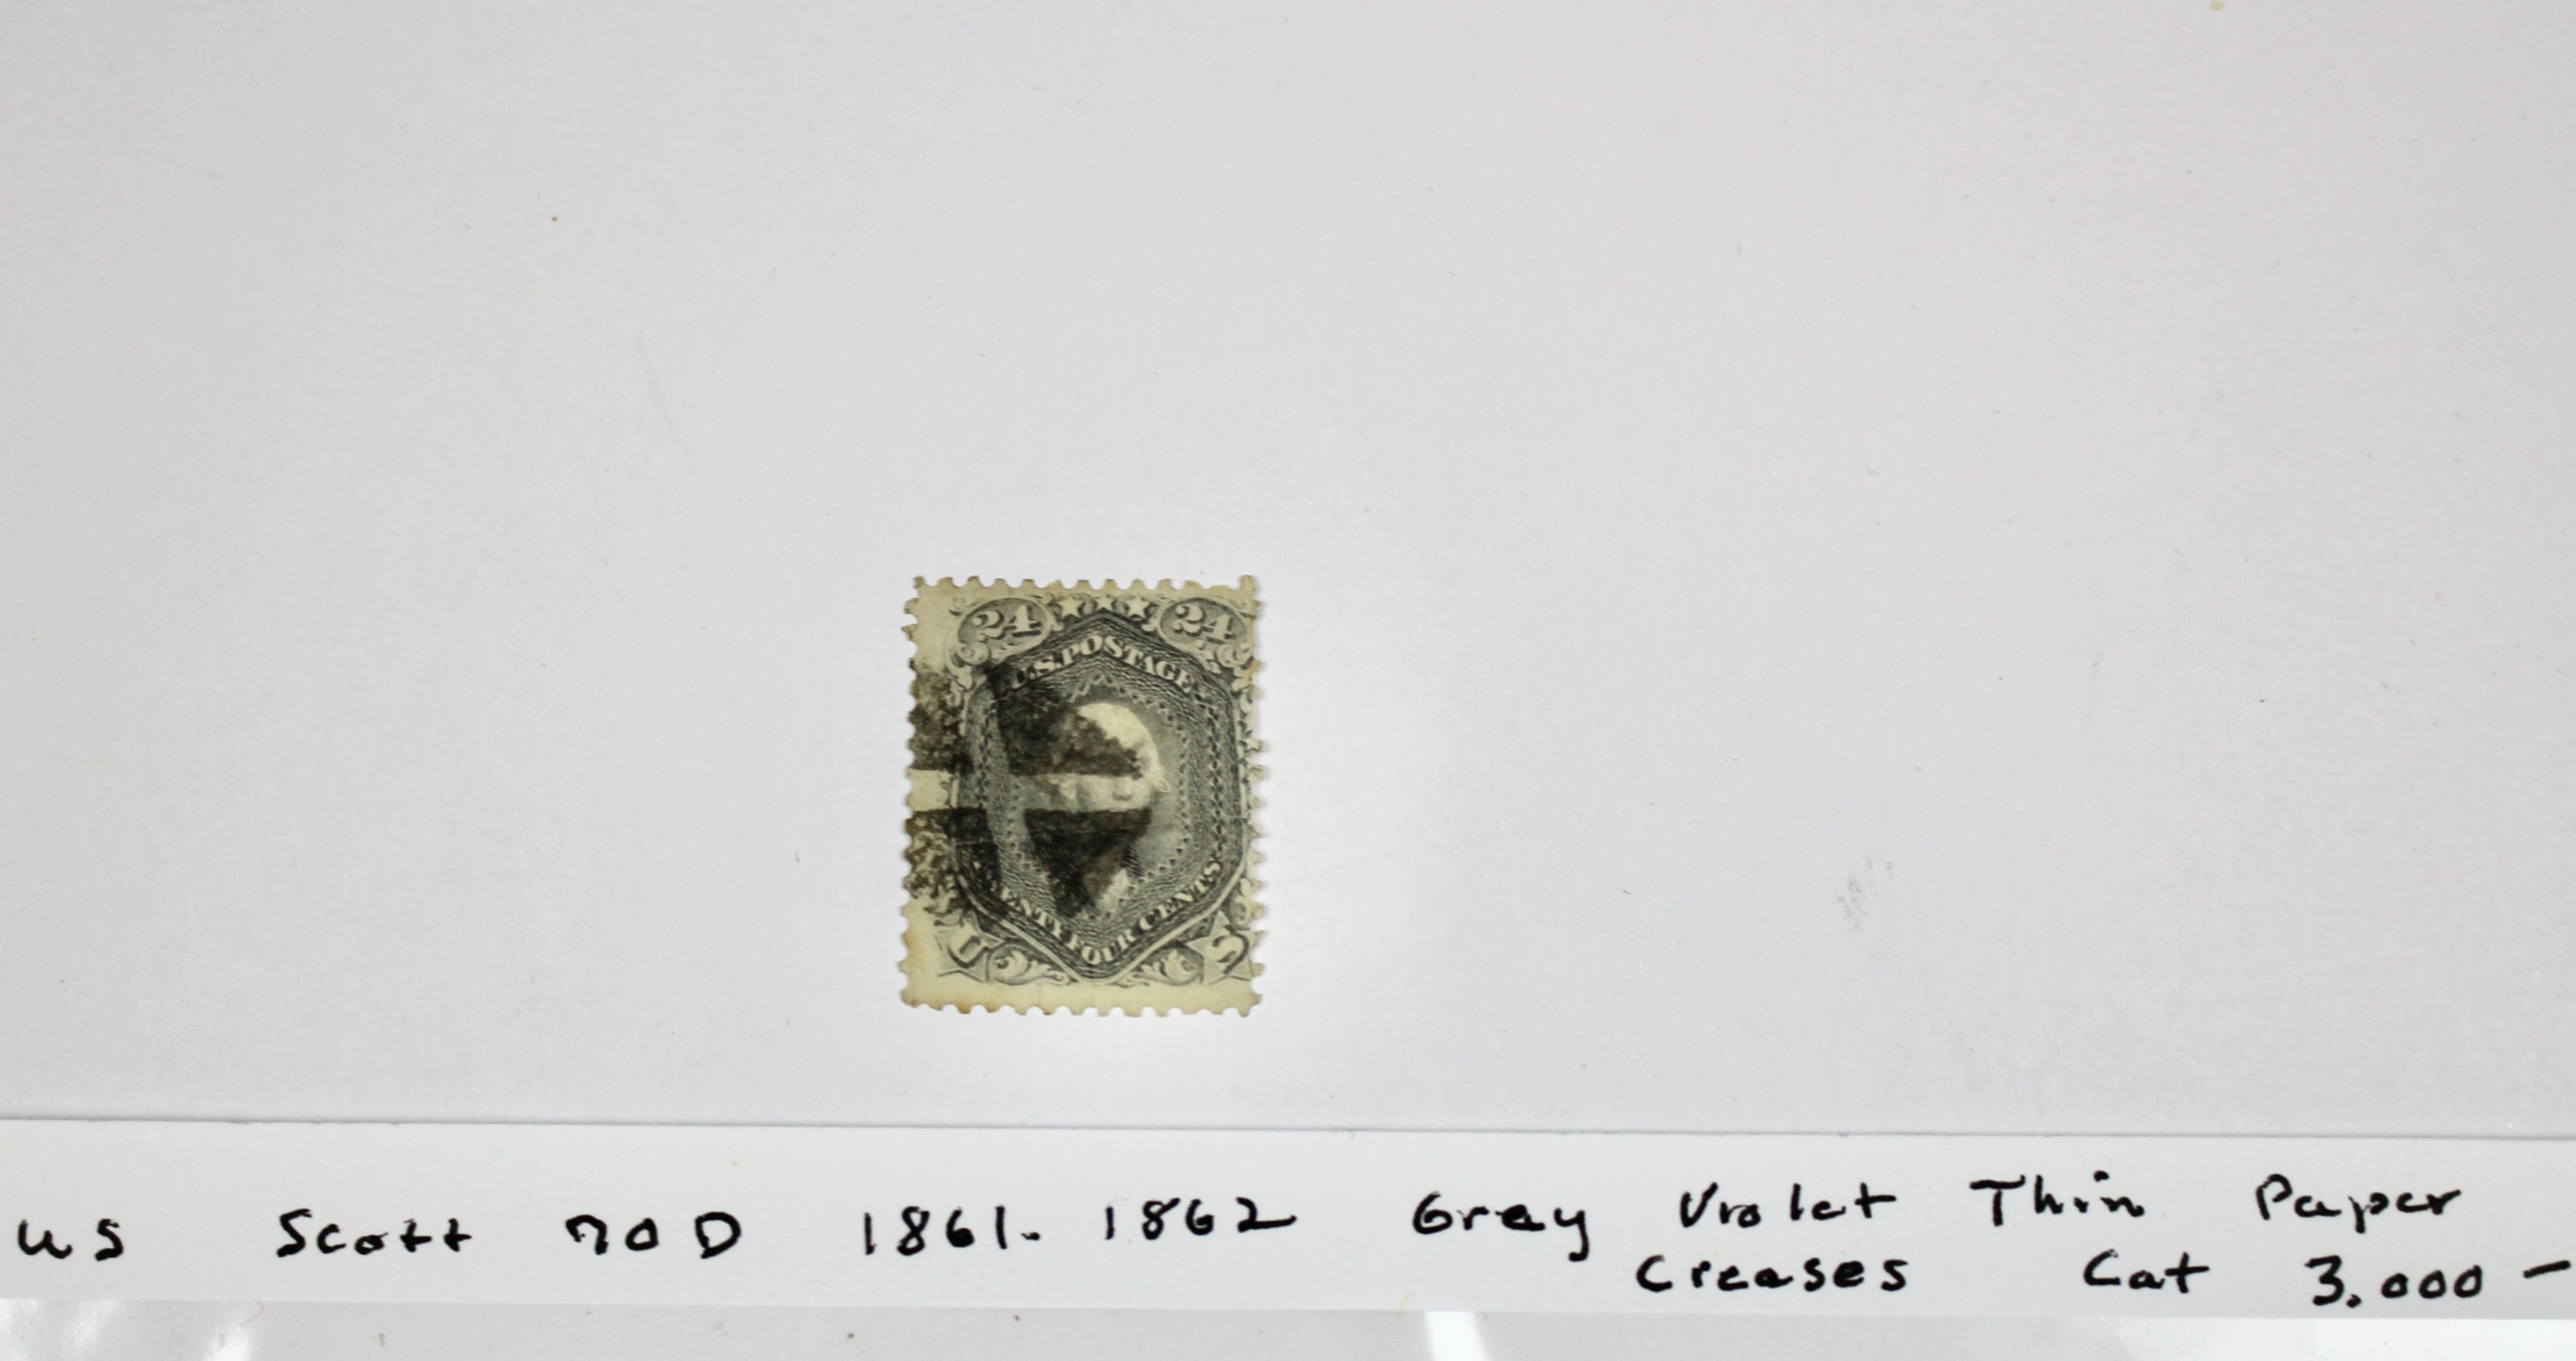 24 24
U.S. POSTAGE
TWENTY FOUR CENTS
U S
US Scott 70D 1861-1862 Gray Violet Thin Paper
Creases Cat 3,000-